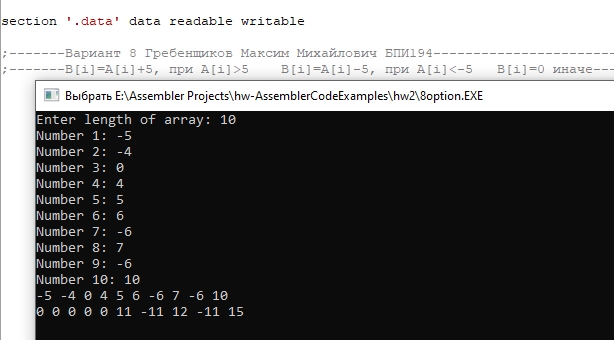 section '.data' data readable writable
;-------Вариант 8 Гребенщиков Максим Михайлович БПИ194-------------------
;-------B[i]=A[i]+5, при A[i]>5    B[i]=A[i]-5, при A[i]<-5   B[i]=0 иначе---
Выбрать E:\Assembler Projects\hw-AssemblerCodeExamples\hw2\8option.EXE
Enter length of array: 10
Number 1: -5
Number 2: -4
Number 3: 0
Number 4: 4
Number 5: 5
Number 6: 6
Number 7: -6
Number 8: 7
Number 9: -6
Number 10: 10
-5 -4 0 4 5 6 -6 7 -6 10
0 0 0 0 0 11 -11 12 -11 15